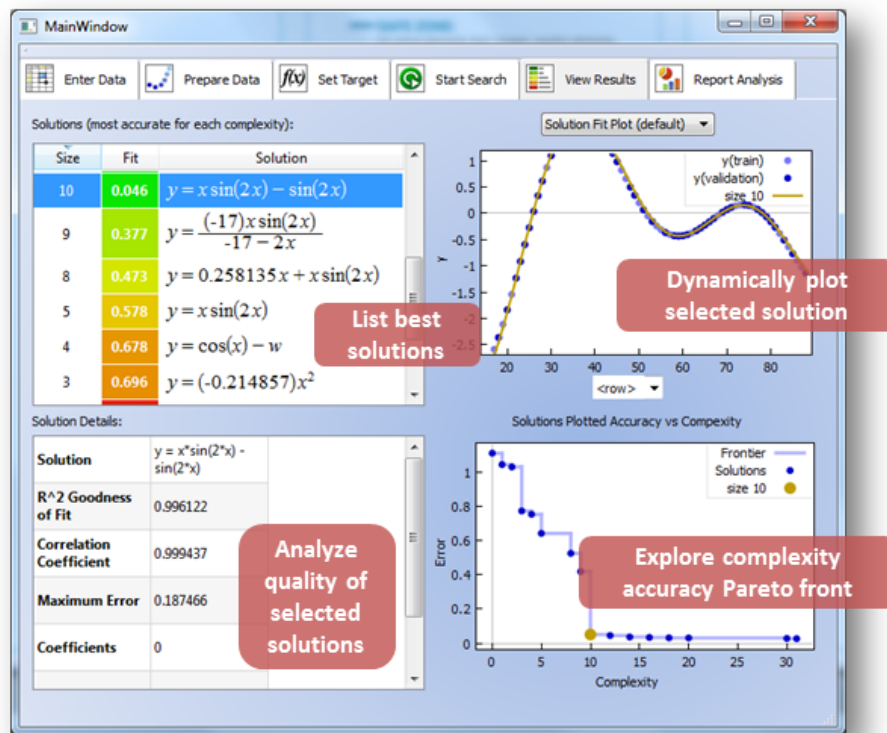 MainWindow
Enter Data
Prepare Data
f(x) Set Target
Start Search
View Results
Report Analysis
Solutions (most accurate for each complexity):
Size Fit Solution
10 0.046 y = x sin(2x) − sin(2x)
9 0.377 y = (-17)x sin(2x) / -17 − 2x
8 0.473 y = 0.258135x + x sin(2x)
5 0.578 y = x sin(2x)
4 0.678 y = cos(x) − w
3 0.696 y = (-0.214857)x²
List best
solutions
Solution Fit Plot (default)
y(train)
y(validation)
size 10
1
0.5
0
-0.5
-1
-1.5
-2
-2.5
y
20 30 40 50 60 70 80
<row>
Dynamically plot
selected solution
Solution Details:
Solution y = x*sin(2*x) -
sin(2*x)
R^2 Goodness
of Fit 0.996122
Correlation
Coefficient 0.999437
Maximum Error 0.187466
Coefficients 0
Analyze
quality of
selected
solutions
Solutions Plotted Accuracy vs Compexity
Frontier
Solutions
size 10
1
0.8
0.6
0.4
0.2
0
Error
0 5 10 15 20 25 30
Complexity
Explore complexity
accuracy Pareto front